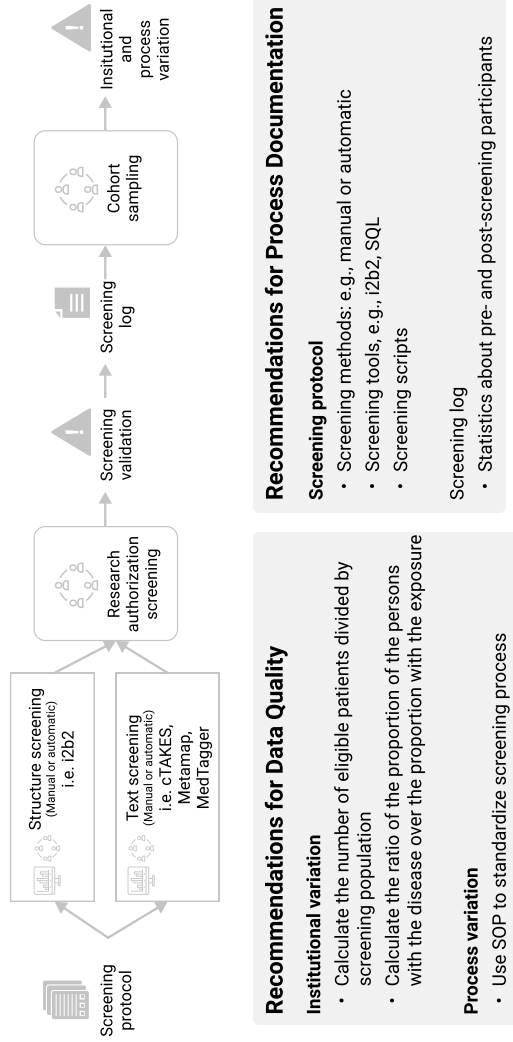 Screening
protocol
Structure screening
(Manual or automatic)
i.e. i2b2
Text screening
(Manual or automatic)
i.e. cTAKES,
Metamap,
MedTagger
Research
authorization
screening
Screening
validation
Screening
log
Cohort
sampling
Insitutional
and
process
variation
Recommendations for Data Quality
Institutional variation
• Calculate the number of eligible patients divided by
screening population
• Calculate the ratio of the proportion of the persons
with the disease over the proportion with the exposure
Process variation
• Use SOP to standardize screening process
Recommendations for Process Documentation
Screening protocol
• Screening methods: e.g., manual or automatic
• Screening tools, e.g., i2b2, SQL
• Screening scripts
Screening log
• Statistics about pre- and post-screening participants